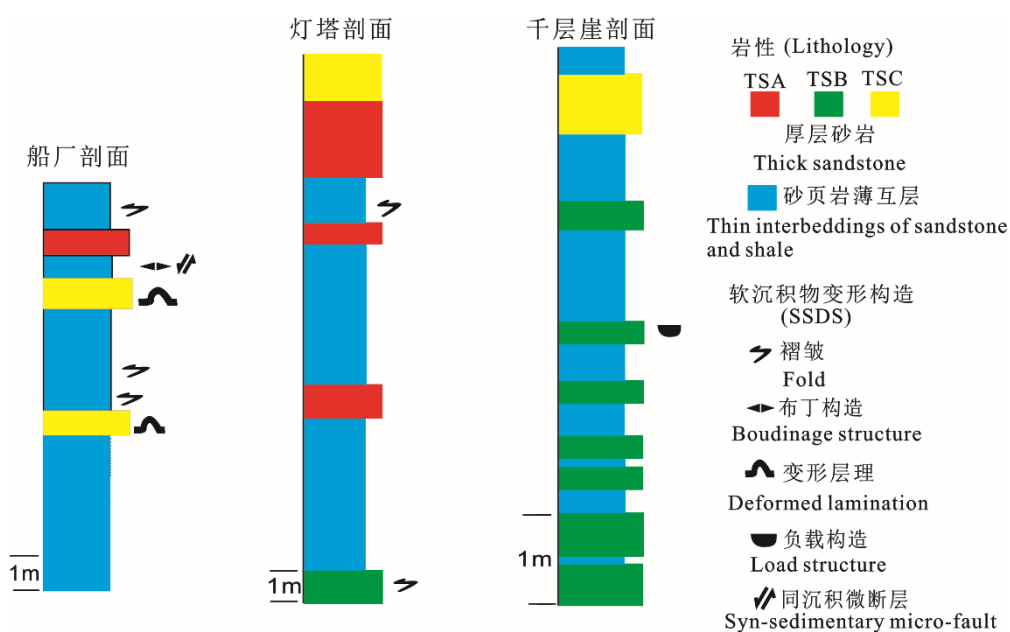 灯塔剖面
千层崖剖面
船厂剖面
1m
1m
1m
岩性 (Lithology)
TSA TSB TSC
厚层砂岩
Thick sandstone
砂页岩薄互层
Thin interbeddings of sandstone
and shale
软沉积物变形构造
(SSDS)
褶皱
Fold
布丁构造
Boudinage structure
变形层理
Deformed lamination
负载构造
Load structure
同沉积微断层
Syn-sedimentary micro-fault